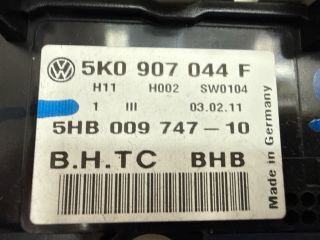 5K0 907 044 F
H11 H002 SW0104
1 III 03.02.11
5HB 009 747-10
B.H.TC BHB
Made in Germany